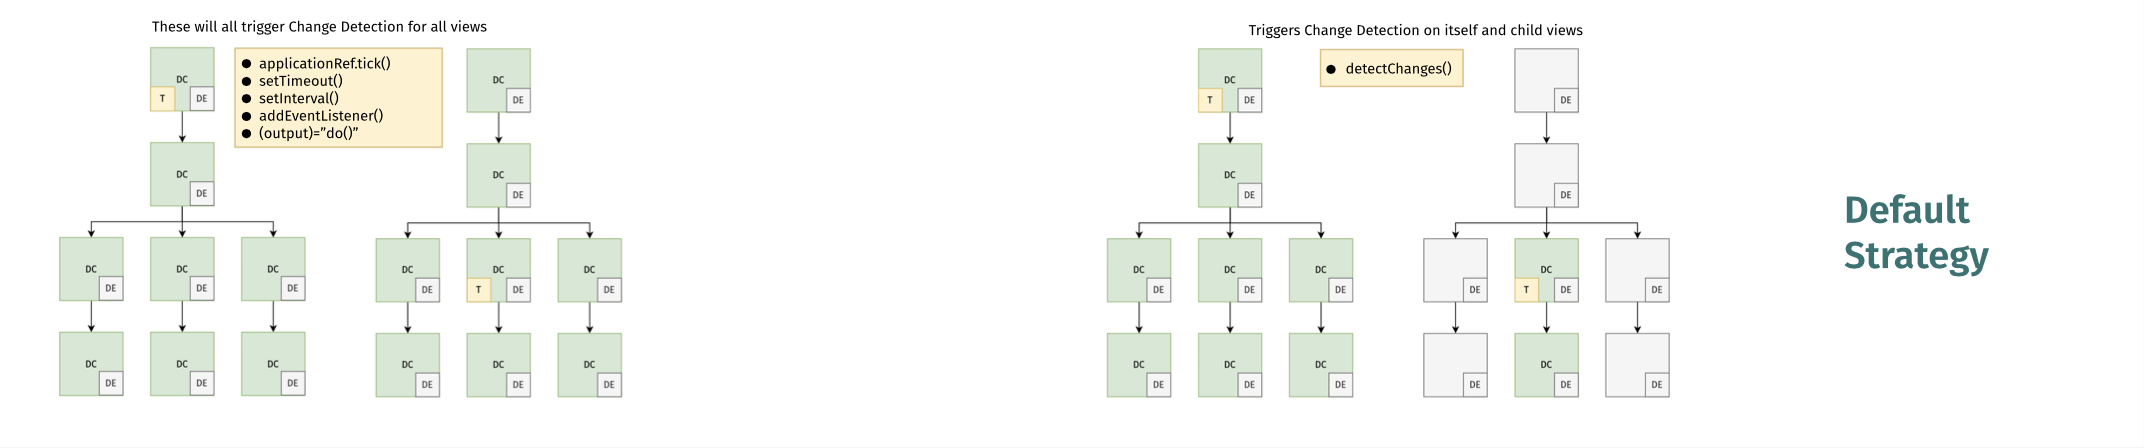 These will all trigger Change Detection for all views
DC
T
DE
● applicationRef.tick()
● setTimeout()
● setInterval()
● addEventListener()
● (output)=”do()”
DC
DE
DC
DE
DC
DE
DC
DE
DC
DE
DC
DE
DC
DE
DC
T
DE
DC
DE
DC
DE
DC
DE
DC
DE
DC
DE
DC
DE
DC
DE
Triggers Change Detection on itself and child views
DC
T
DE
● detectChanges()
DE
DC
DE
DE
DC
DE
DC
DE
DC
DE
DE
DC
T
DE
DE
DC
DE
DC
DE
DC
DE
DE
DC
DE
DE
Default
Strategy